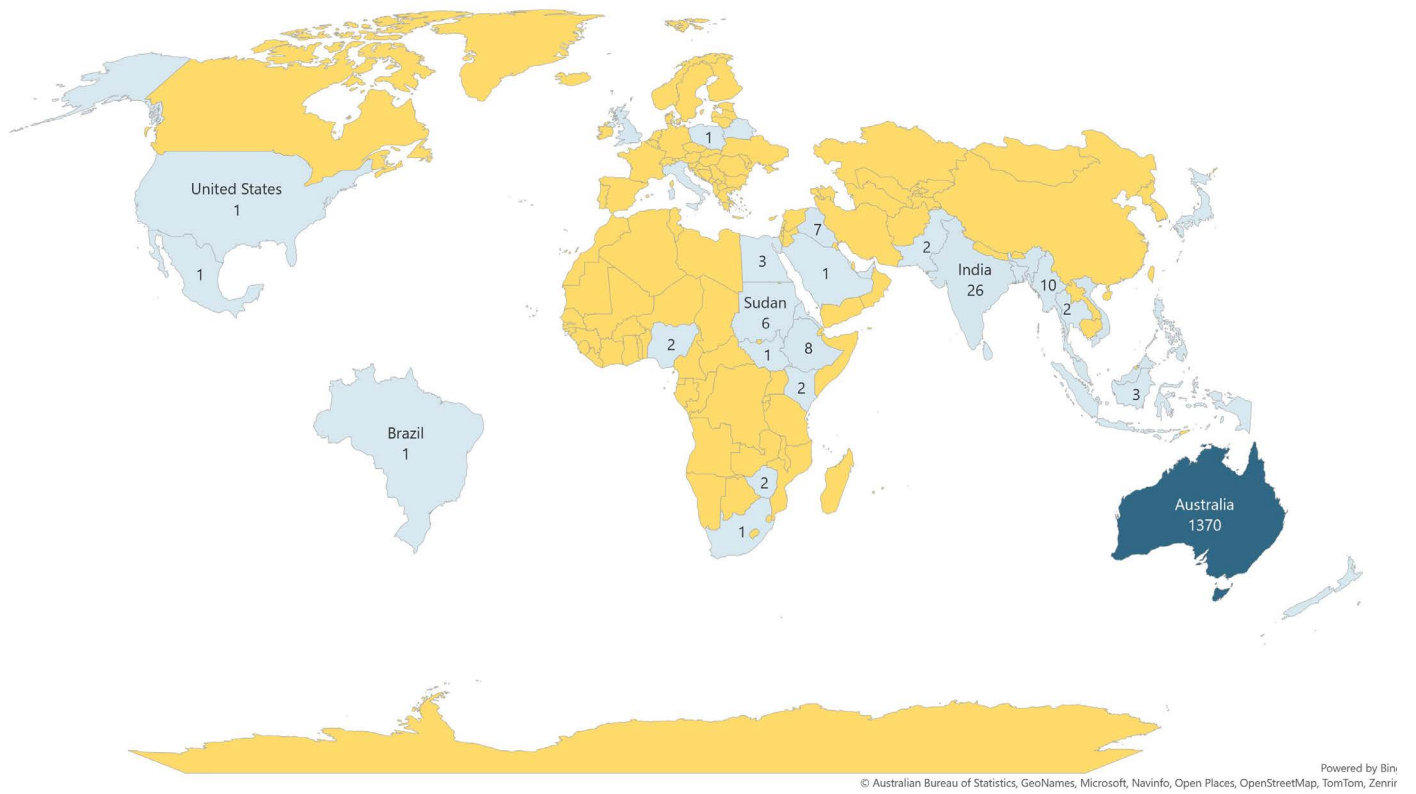 1
United States
1
1
7
2
3
1
India
26
10
2
Sudan
6
2
1
8
2
3
Brazil
1
2
1
Australia
1370
Powered by Bing
© Australian Bureau of Statistics, GeoNames, Microsoft, Navinfo, Open Places, OpenStreetMap, TomTom, Zenrin